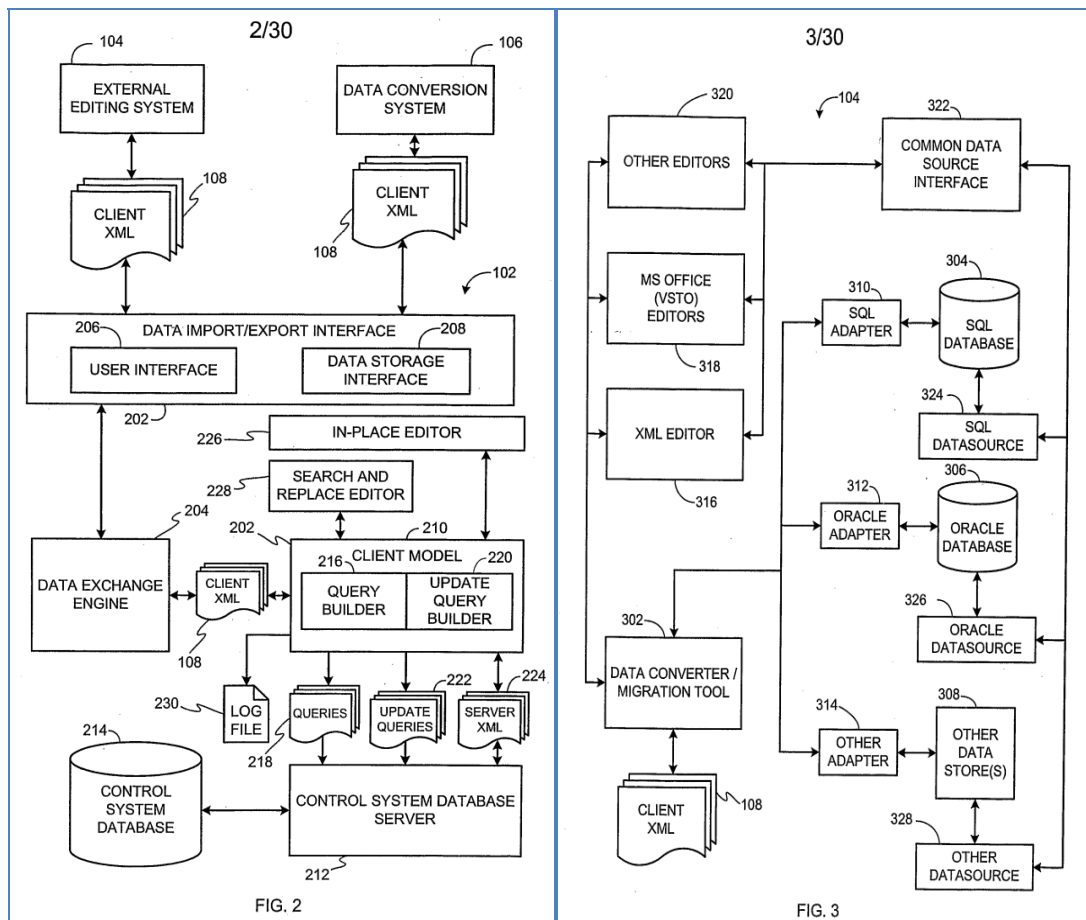 2/30
104
106
EXTERNAL
EDITING SYSTEM
DATA CONVERSION
SYSTEM
108
CLIENT
XML
108
CLIENT
XML
102
DATA IMPORT/EXPORT INTERFACE
206
USER INTERFACE
208
DATA STORAGE
INTERFACE
202
226
IN-PLACE EDITOR
228
SEARCH AND
REPLACE EDITOR
204
202
210
CLIENT MODEL
216
QUERY
BUILDER
220
UPDATE
QUERY
BUILDER
DATA EXCHANGE
ENGINE
CLIENT
XML
108
230
LOG
FILE
QUERIES
218
222
UPDATE
QUERIES
224
SERVER
XML
214
CONTROL
SYSTEM
DATABASE
CONTROL SYSTEM DATABASE
SERVER
212
FIG. 2
3/30
104
320
OTHER EDITORS
322
COMMON DATA
SOURCE
INTERFACE
MS OFFICE
(VSTO)
EDITORS
318
310
SQL
ADAPTER
304
SQL
DATABASE
XML EDITOR
316
324
SQL
DATASOURCE
312
ORACLE
ADAPTER
306
ORACLE
DATABASE
302
DATA CONVERTER /
MIGRATION TOOL
326
ORACLE
DATASOURCE
314
OTHER
ADAPTER
308
OTHER
DATA
STORE(S)
CLIENT
XML
108
328
OTHER
DATASOURCE
FIG. 3